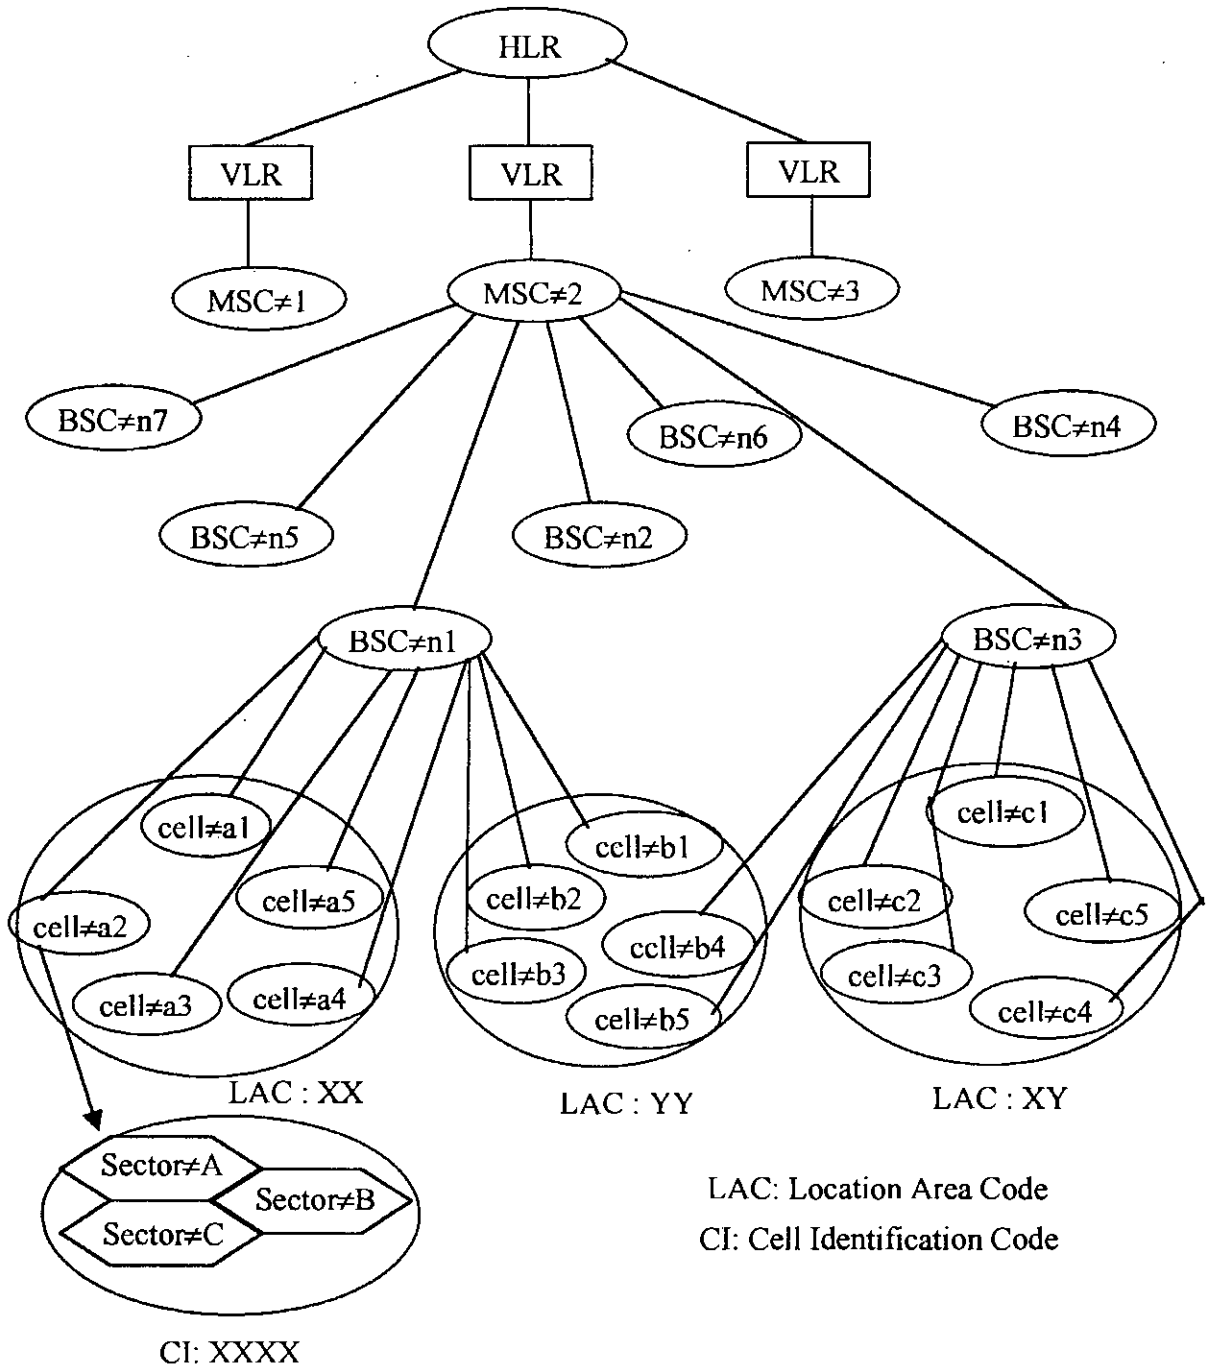 HLR
VLR
VLR
VLR
MSC≠1
MSC≠2
MSC≠3
BSC≠n7
BSC≠n6
BSC≠n4
BSC≠n5
BSC≠n2
BSC≠n1
BSC≠n3
cell≠a1
cell≠a5
cell≠a2
cell≠a3
cell≠a4
cell≠b1
cell≠b2
cell≠b4
cell≠b3
cell≠b5
cell≠c1
cell≠c2
cell≠c5
cell≠c3
cell≠c4
LAC : XX
LAC : YY
LAC : XY
Sector≠A
Sector≠B
Sector≠C
LAC: Location Area Code
CI: Cell Identification Code
CI: XXXX